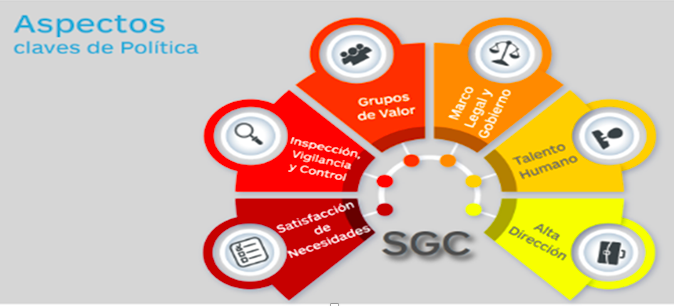 Aspectos
claves de Política
Satisfacción
de
Necesidades
Inspección,
Vigilancia
y Control
Grupos
de Valor
Marco
Legal y
Gobierno
Talento
Humano
Alta
Dirección
SGC